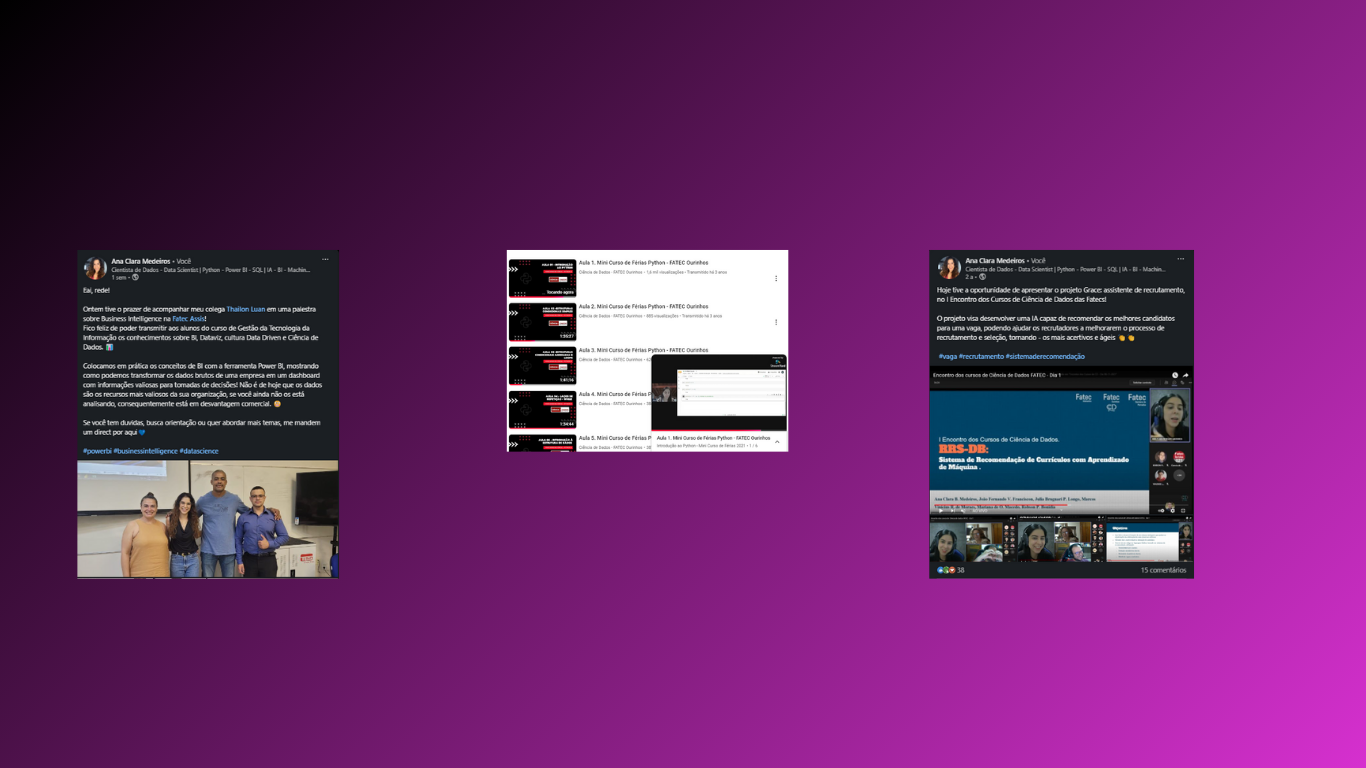 Ana Clara Medeiros • Você
Cientista de Dados - Data Scientist | Python - Power BI - SQL | IA - BI - Machin...
1 sem •
Eai, rede!
Ontem tive o prazer de acompanhar meu colega Thailon Luan em uma palestra
sobre Business Intelligence na Fatec Assis!
Fico feliz de poder transmitir aos alunos do curso de Gestão da Tecnologia da
Informação os conhecimentos sobre BI, Dataviz, cultura Data Driven e Ciência de
Dados.
Colocamos em prática os conceitos de BI com a ferramenta Power BI, mostrando
como podemos transformar os dados brutos de uma empresa em um dashboard
com informações valiosas para tomadas de decisões! Não é de hoje que os dados
são os recursos mais valiosos da sua organização, se você ainda não os está
analisando, consequentemente está em desvantagem comercial.
Se você tem duvidas, busca orientação ou quer abordar mais temas, me mandem
um direct por aqui
#powerbi #businessintelligence #datascience
Aula 1. Mini Curso de Férias Python - FATEC Ourinhos
Ciência de Dados - FATEC Ourinhos • 1,6 mil visualizações • Transmitido há 3 anos
Tocando agora
Aula 2. Mini Curso de Férias Python - FATEC Ourinhos
Ciência de Dados - FATEC Ourinhos • 983 visualizações • Transmitido há 3 anos
1:55:27
Aula 3. Mini Curso de Férias Python - FATEC Ourinhos
Ciência de Dados - FATEC Ourinhos
1:41:16
Aula 4. Mini Curso de Férias P
Ciência de Dados - FATEC Ourinhos
1:34:44
Aula 5. Mini Curso de Férias P
Ciência de Dados - FATEC Ourinhos
Aula 1. Mini Curso de Férias Python - FATEC Ourinhos
Introdução ao Python - Mini Curso de Férias 2021 • 1 / 6
Ana Clara Medeiros • Você
Cientista de Dados - Data Scientist | Python - Power BI - SQL | IA - BI - Machin...
2 a •
Hoje tive a oportunidade de apresentar o projeto Grace: assistente de recrutamento,
no I Encontro dos Cursos de Ciência de Dados das Fatecs!
O projeto visa desenvolver uma IA capaz de recomendar os melhores candidatos
para uma vaga, podendo ajudar os recrutadores a melhorarem o processo de
recrutamento e seleção, tornando - os mais acertivos e ágeis
#vaga #recrutamento #sistemaderecomendação
Encontro dos cursos de Ciência de Dados FATEC - Dia 1
Fatec
Fatec
Fatec
I Encontro dos Cursos de Ciência de Dados.
RRS-DB:
Sistema de Recomendação de Currículos com Aprendizado
de Máquina .
38
15 comentários